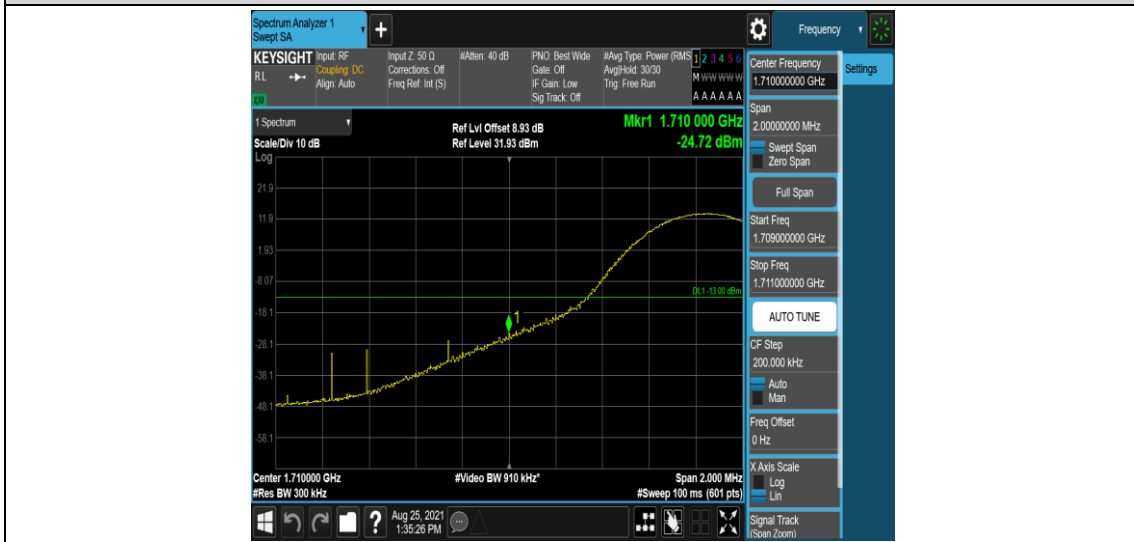 Spectrum Analyzer 1
Swept SA
+
Frequency
KEYSIGHT
RL
LXI
Input: RF
Coupling: DC
Align: Auto
Input Z: 50 Ω
Corrections: Off
Freq Ref: Int (S)
#Atten: 40 dB
PNO: Best Wide
Gate: Off
IF Gain: Low
Sig Track: Off
#Avg Type: Power (RMS
Avg|Hold: 30/30
Trig: Free Run
1 2 3 4 5 6
M W W W W W
A A A A A A
1 Spectrum
Scale/Div 10 dB
Log
Ref Lvl Offset 8.93 dB
Ref Level 31.93 dBm
Mkr1 1.710 000 GHz
-24.72 dBm
21.9
11.9
1.93
-8.07
-18.1
-28.1
-38.1
-48.1
-58.1
DL1 -13.00 dBm
1
Center 1.710000 GHz
#Res BW 300 kHz
#Video BW 910 kHz*
Span 2.000 MHz
#Sweep 100 ms (601 pts)
?
Aug 25, 2021
1:35:26 PM
Center Frequency
1.710000000 GHz
Settings
Span
2.00000000 MHz
Swept Span
Zero Span
Full Span
Start Freq
1.709000000 GHz
Stop Freq
1.711000000 GHz
AUTO TUNE
CF Step
200.000 kHz
Auto
Man
Freq Offset
0 Hz
X Axis Scale
Log
Lin
Signal Track
(Span Zoom)